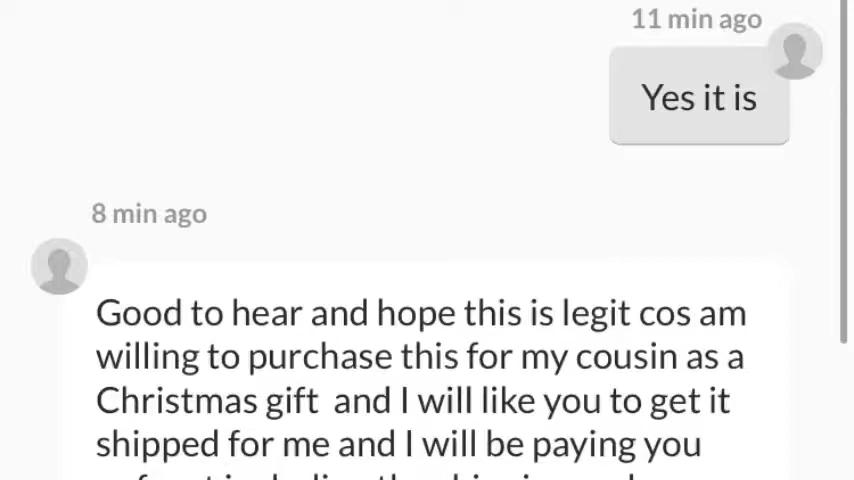 11 min ago
Yes it is
8 min ago
Good to hear and hope this is legit cos am
willing to purchase this for my cousin as a
Christmas gift  and I will like you to get it
shipped for me and I will be paying you